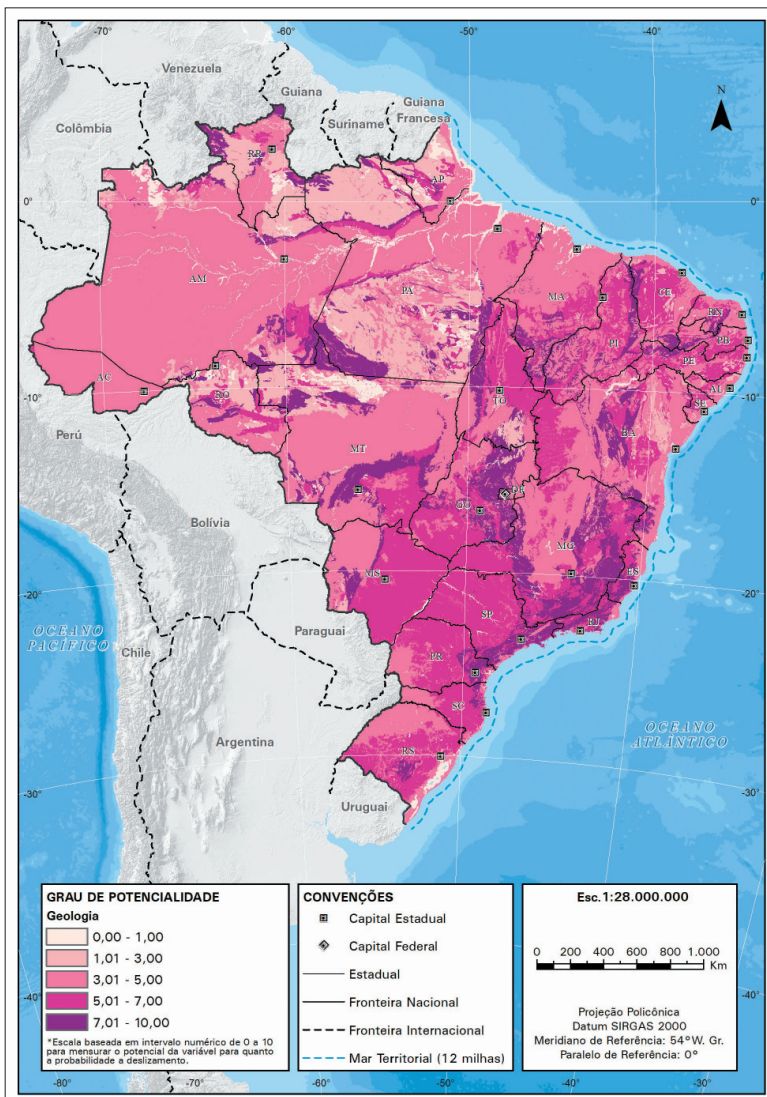 -70°
-60°
-50°
-40°
Venezuela
Guiana
Guiana
Francesa
Suriname
Colômbia
N
RR
AP
0°
0°
AM
PA
MA
CE
RN
PB
PI
PE
AC
AL
SE
-10°
RO
TO
-10°
BA
Perú
MT
DF
GO
Bolívia
MG
MS
ES
-20°
-20°
SP
RJ
OCEANO
PACÍFICO
Paraguai
Chile
PR
SC
OCEANO
ATLÂNTICO
Argentina
RS
-30°
-30°
Uruguai
GRAU DE POTENCIALIDADE
Geologia
0,00 - 1,00
1,01 - 3,00
3,01 - 5,00
5,01 - 7,00
7,01 - 10,00
*Escala baseada em intervalo numérico de 0 a 10
para mensurar o potencial da variável para quanto
a probabilidade a deslizamento.
CONVENÇÕES
Capital Estadual
Capital Federal
Estadual
Fronteira Nacional
Fronteira Internacional
Mar Territorial (12 milhas)
Esc.1:28.000.000
0 200 400 600 800 1.000
Km
Projeção Policônica
Datum SIRGAS 2000
Meridiano de Referência: 54° W. Gr.
Paralelo de Referência: 0°
-40°
-40°
-80°
-70°
-60°
-50°
-40°
-30°